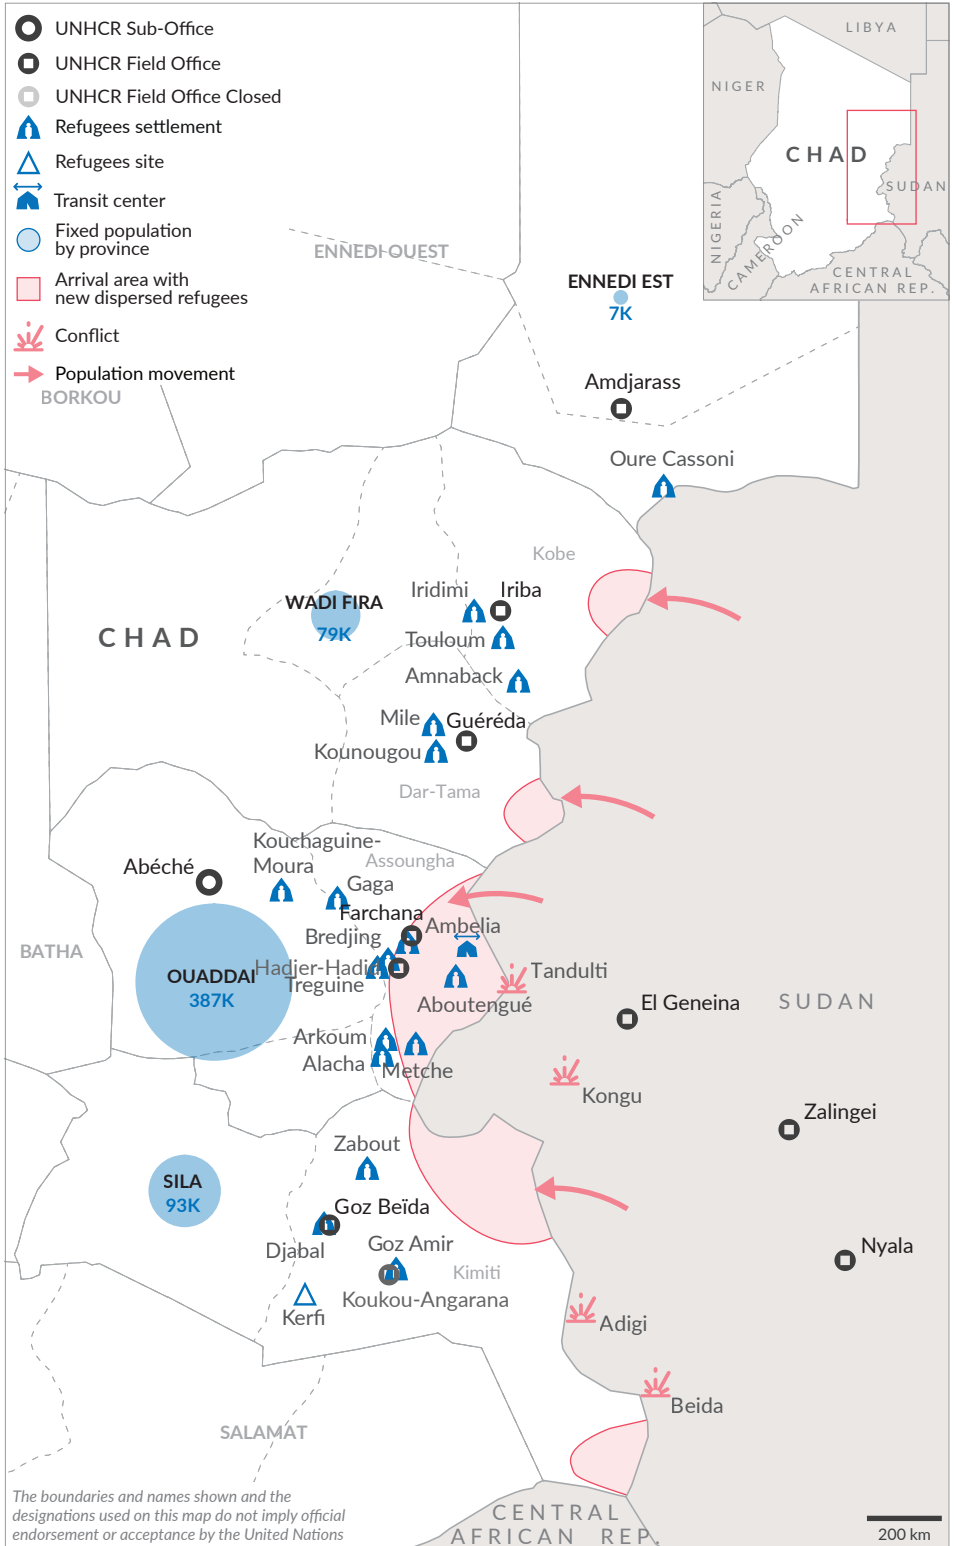 UNHCR Sub-Office
UNHCR Field Office
UNHCR Field Office Closed
Refugees settlement
Refugees site
Transit center
Fixed population
by province
Arrival area with
new dispersed refugees
Conflict
Population movement
LIBYA
NIGER
CHAD
SUDAN
NIGERIA
CAMEROON
CENTRAL
AFRICAN REP.
ENNEDI OUEST
ENNEDI EST
7K
BORKOU
Amdjarass
Oure Cassoni
Kobe
Iridimi
Iriba
WADI FIRA
79K
CHAD
Touloum
Amnaback
Mile
Guéréda
Kounougou
Dar-Tama
Kouchaguine-
Moura
Assoungha
Abéché
Gaga
Farchana
Ambelia
Bredjing
BATHA
Hadjer-Hadid
Treguine
OUADDAI
387K
Tandulti
Aboutengué
El Geneina
SUDAN
Arkoum
Alacha
Metche
Kongu
Zalingei
Zabout
SILA
93K
Goz Beïda
Djabal
Goz Amir
Kimiti
Nyala
Koukou-Angarana
Kerfi
Adigi
Beida
SALAMAT
The boundaries and names shown and the
designations used on this map do not imply official
endorsement or acceptance by the United Nations
CENTRAL
AFRICAN REP.
200 km